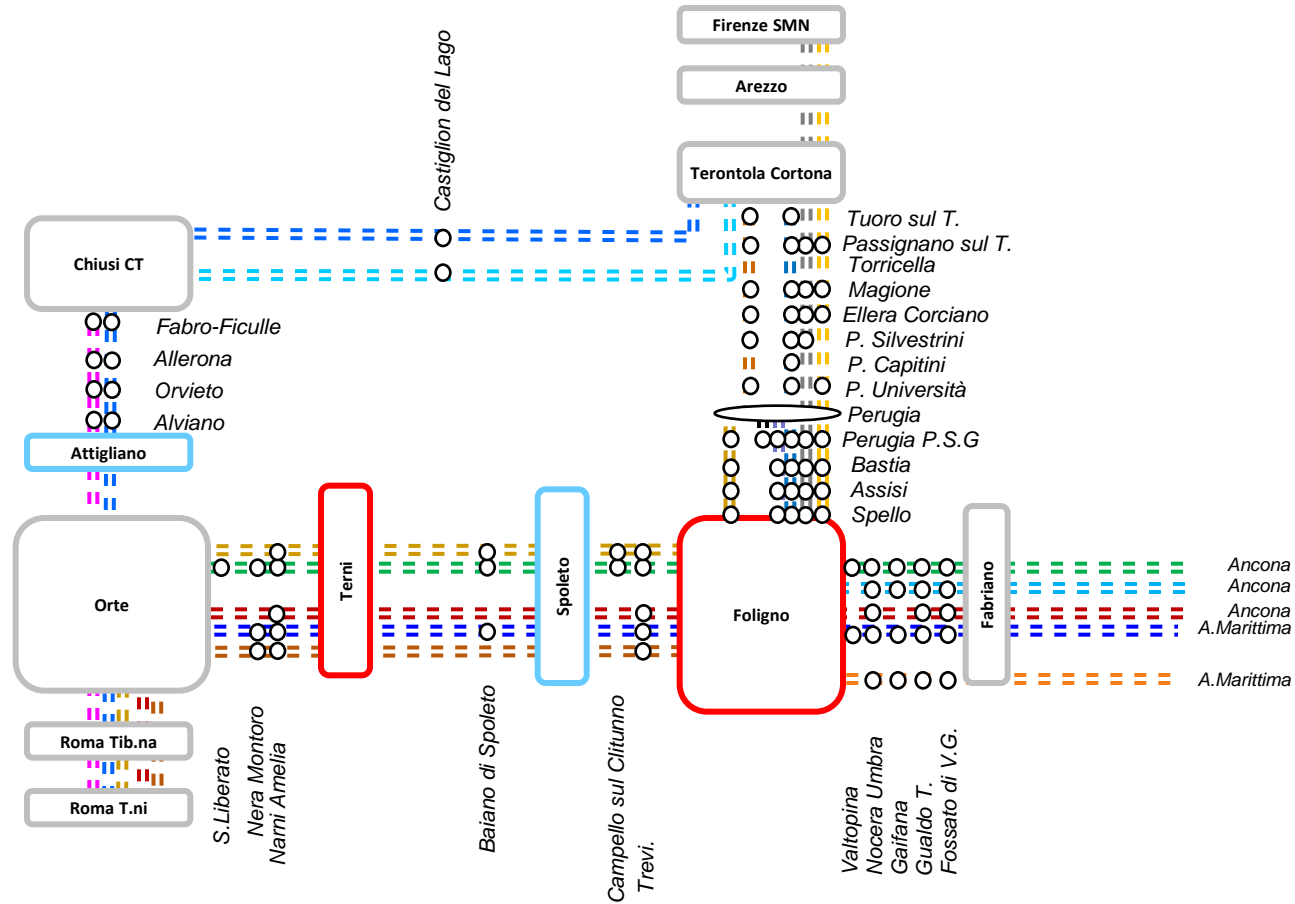 Firenze SMN
Arezzo
Terontola Cortona
Castiglion del Lago
Chiusi CT
Tuoro sul T.
Passignano sul T.
Torricella
Magione
Ellera Corciano
P. Silvestrini
P. Capitini
P. Università
Perugia
Perugia P.S.G
Bastia
Assisi
Spello
Fabro-Ficulle
Allerona
Orvieto
Alviano
Attigliano
Orte
Terni
Spoleto
Foligno
Fabriano
Ancona
Ancona
Ancona
A.Marittima
A.Marittima
Roma Tib.na
Roma T.ni
S.Liberato
Nera Montoro
Narni Amelia
Baiano di Spoleto
Campello sul Clitunno
Trevi.
Valtopina
Nocera Umbra
Gaifana
Gualdo T.
Fossato di V.G.